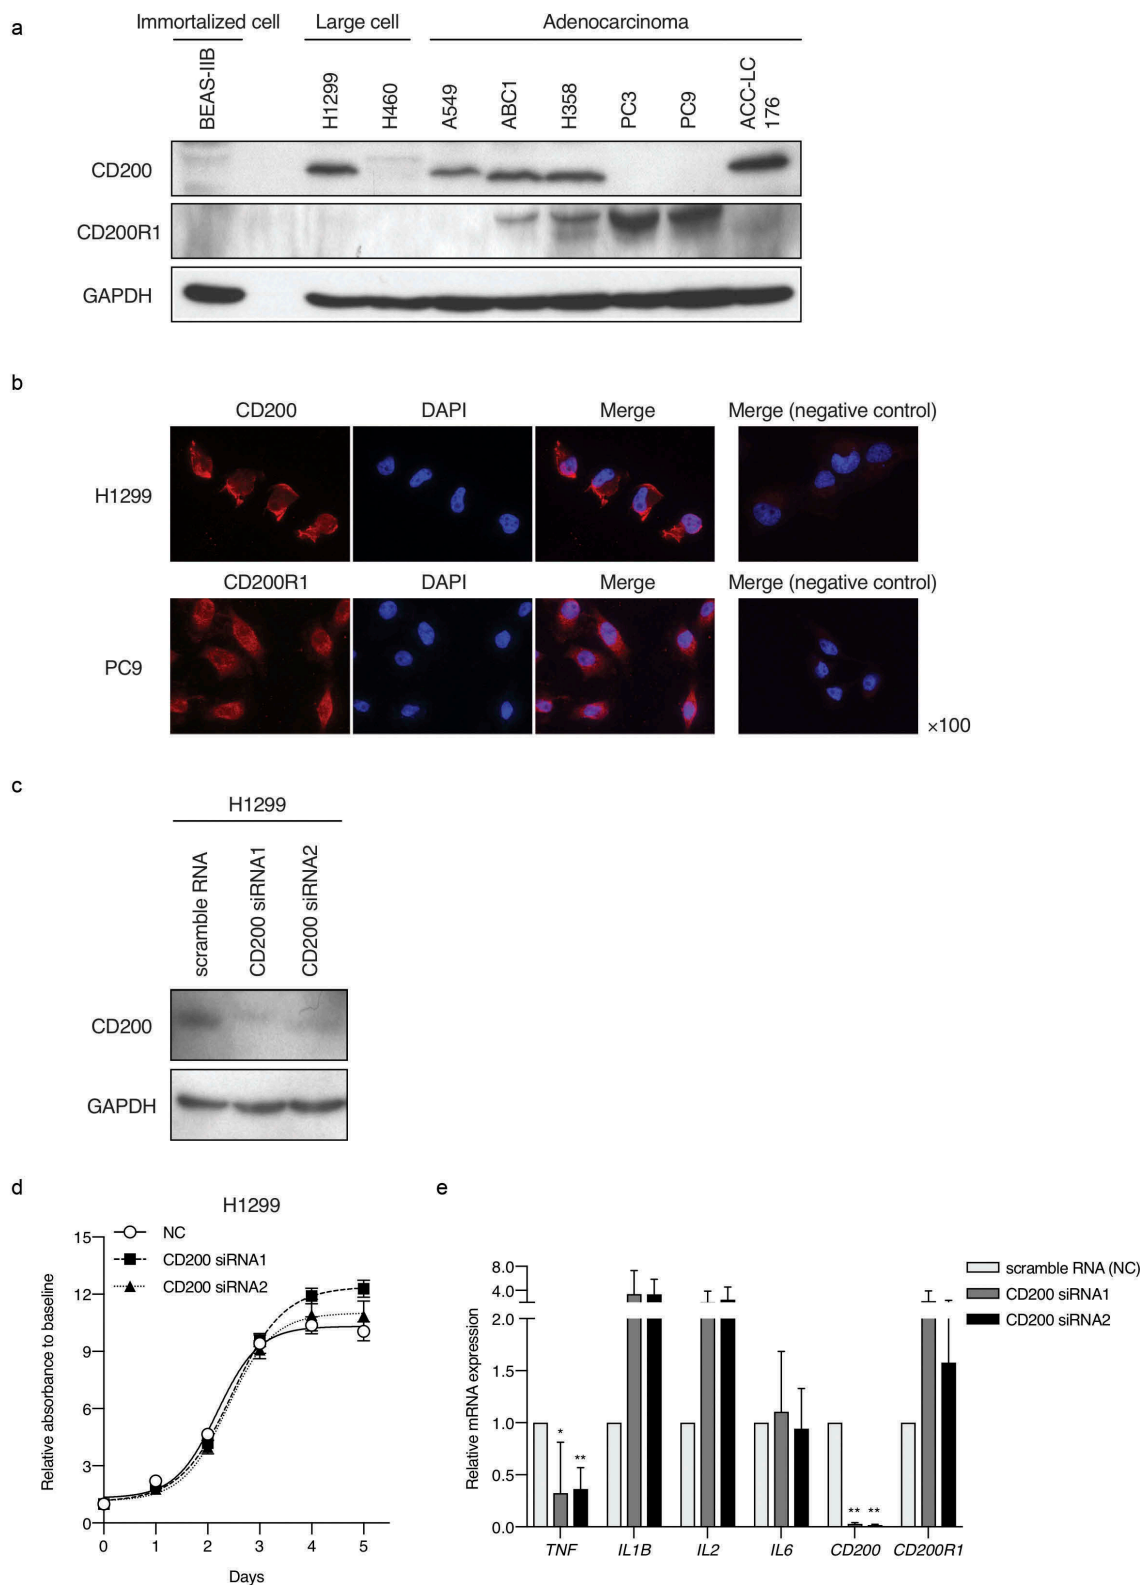 a
Immortalized cell
Large cell
Adenocarcinoma
BEAS-IIB
H1299
H460
A549
ABC1
H358
PC3
PC9
ACC-LC
176
CD200
CD200R1
GAPDH
b
CD200
DAPI
Merge
Merge (negative control)
H1299
CD200R1
DAPI
Merge
Merge (negative control)
PC9
×100
c
H1299
scramble RNA
CD200 siRNA1
CD200 siRNA2
CD200
GAPDH
d
H1299
NC
CD200 siRNA1
CD200 siRNA2
Relative absorbance to baseline
15
12
9
6
3
0
0 1 2 3 4 5
Days
e
scramble RNA (NC)
CD200 siRNA1
CD200 siRNA2
Relative mRNA expression
8.0
4.0
2.0
1.0
0.5
0.0
*
**
** **
TNF IL1B IL2 IL6 CD200 CD200R1